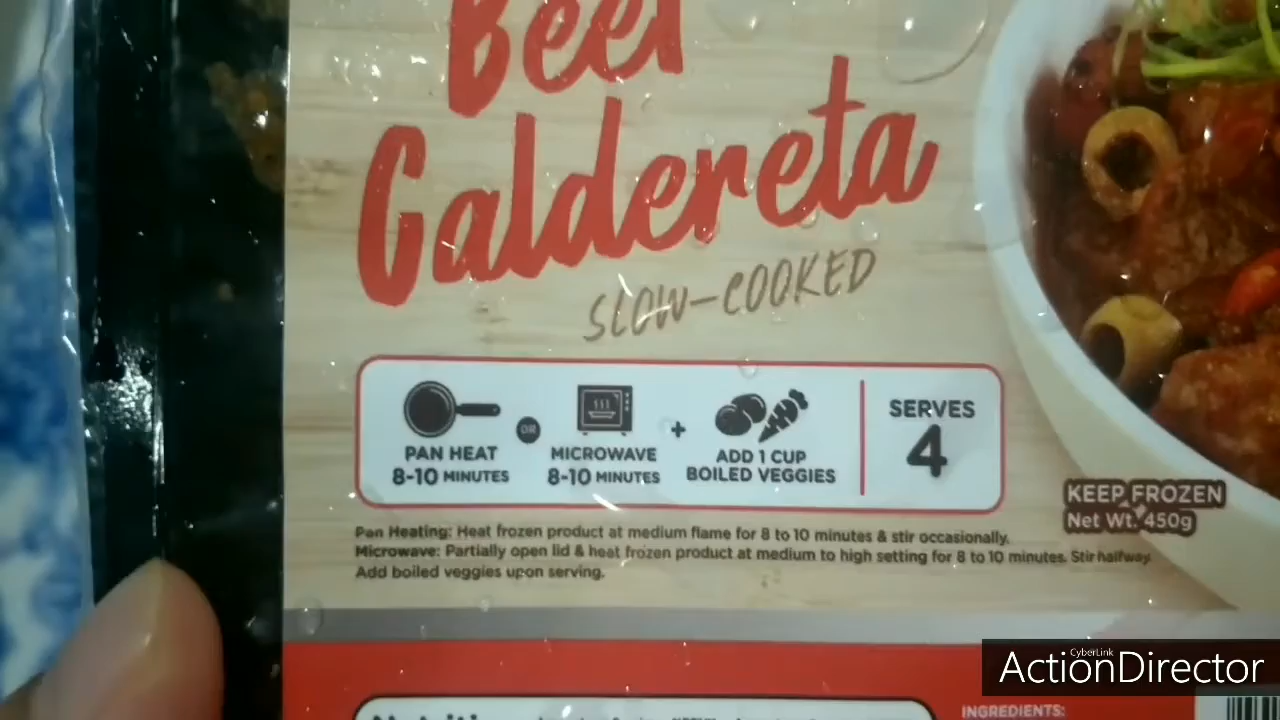 Beef
Caldereta
SLOW-COOKED
OR
PAN HEAT
8-10 MINUTES
MICROWAVE
8-10 MINUTES
+
ADD 1 CUP
BOILED VEGGIES
SERVES
4
KEEP FROZEN
Net Wt. 450g
Pan Heating: Heat frozen product at medium flame for 8 to 10 minutes & stir occasionally.
Microwave: Partially open lid & heat frozen product at medium to high setting for 8 to 10 minutes. Stir halfway.
Add boiled veggies upon serving.
CyberLink
ActionDirector
INGREDIENTS: